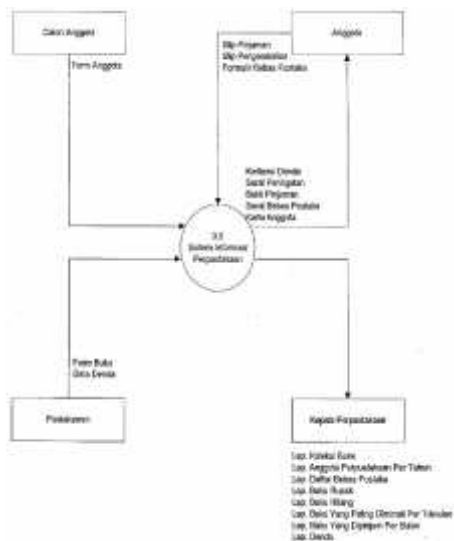 Calon Anggota
Anggota
Form Anggota
Slip Pinjaman
Slip Pengembalian
Formulir Bebas Pustaka
Kwitansi Denda
Surat Peringatan
Bukti Pinjaman
Surat Bebas Pustaka
Kartu Anggota
Sistem Informasi
Perpustakaan
Form Buku
Data Denda
Pustakawan
Kepala Perpustakaan
Lap. Koleksi Buku
Lap. Anggota Perpustakaan Per Tahun
Lap. Daftar Bebas Pustaka
Lap. Buku Rusak
Lap. Buku Hilang
Lap. Buku Yang Paling Diminati Per Triwulan
Lap. Buku Yang Dipinjam Per Bulan
Lap. Denda